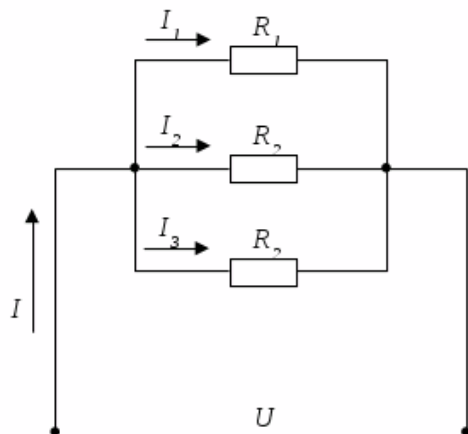 I₁ R₁
I₂ R₂
I₃ R₂
I
U